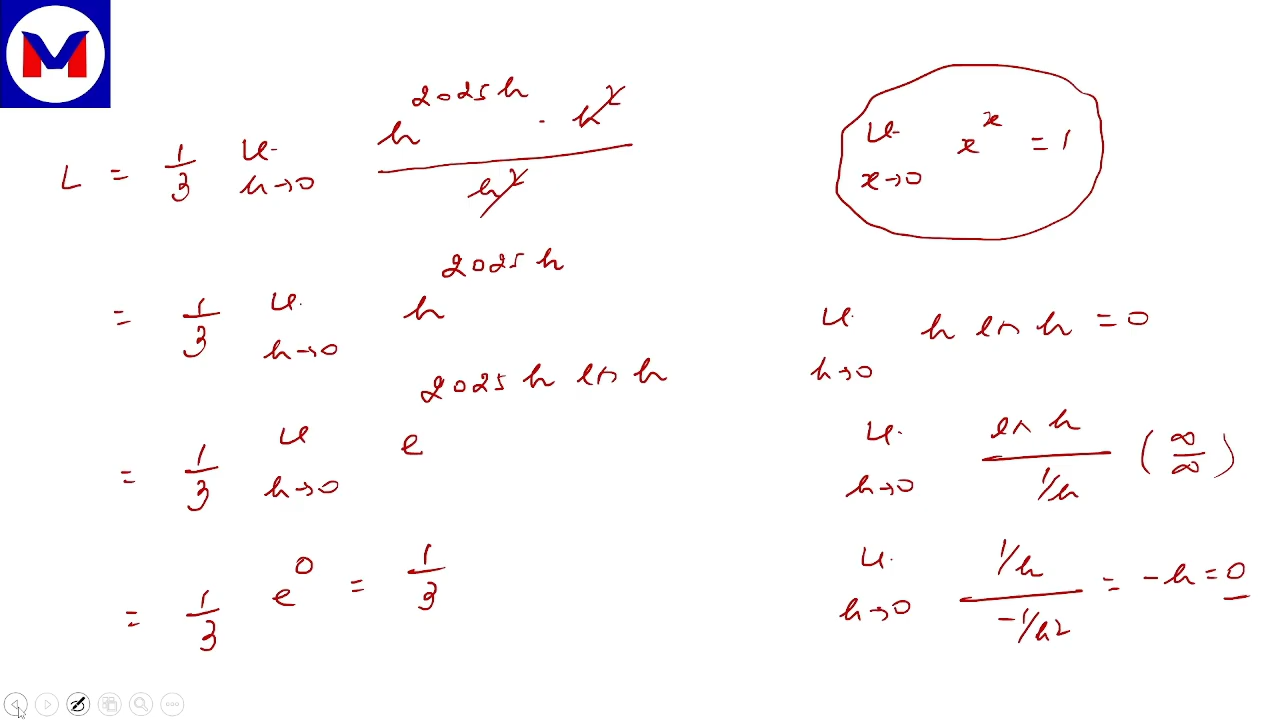 L = 1/3 Lt h→0 h^(2025h) · h^2 / h^2
= 1/3 Lt h→0 h^(2025h)
= 1/3 Lt h→0 e^(2025h ln h)
= 1/3 e^0 = 1/3
Lt x→0 x^x = 1
Lt h→0 h ln h = 0
Lt h→0 ln h / (1/h) (∞/∞)
Lt h→0 (1/h) / (-1/h2) = -h = 0